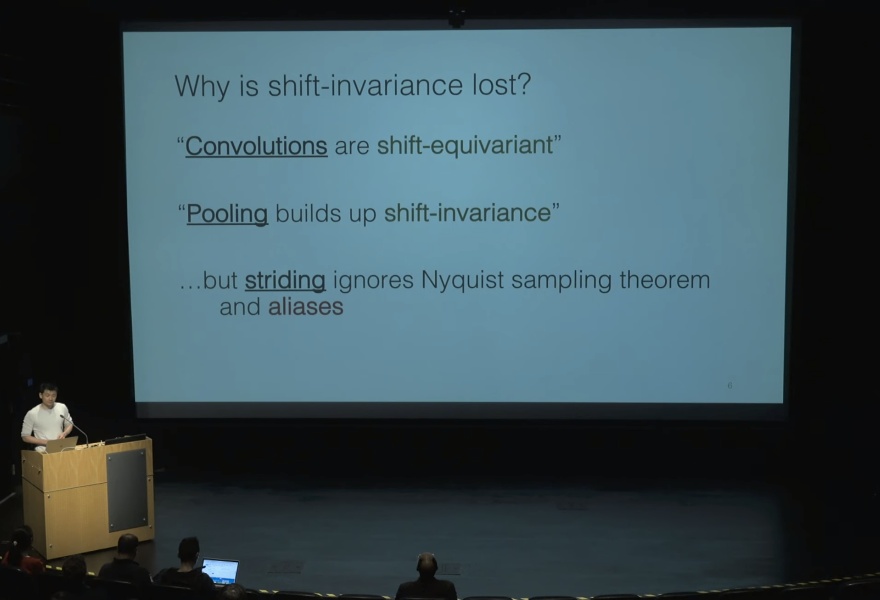 Why is shift-invariance lost?
“Convolutions are shift-equivariant”
“Pooling builds up shift-invariance”
…but striding ignores Nyquist sampling theorem
and aliases
6